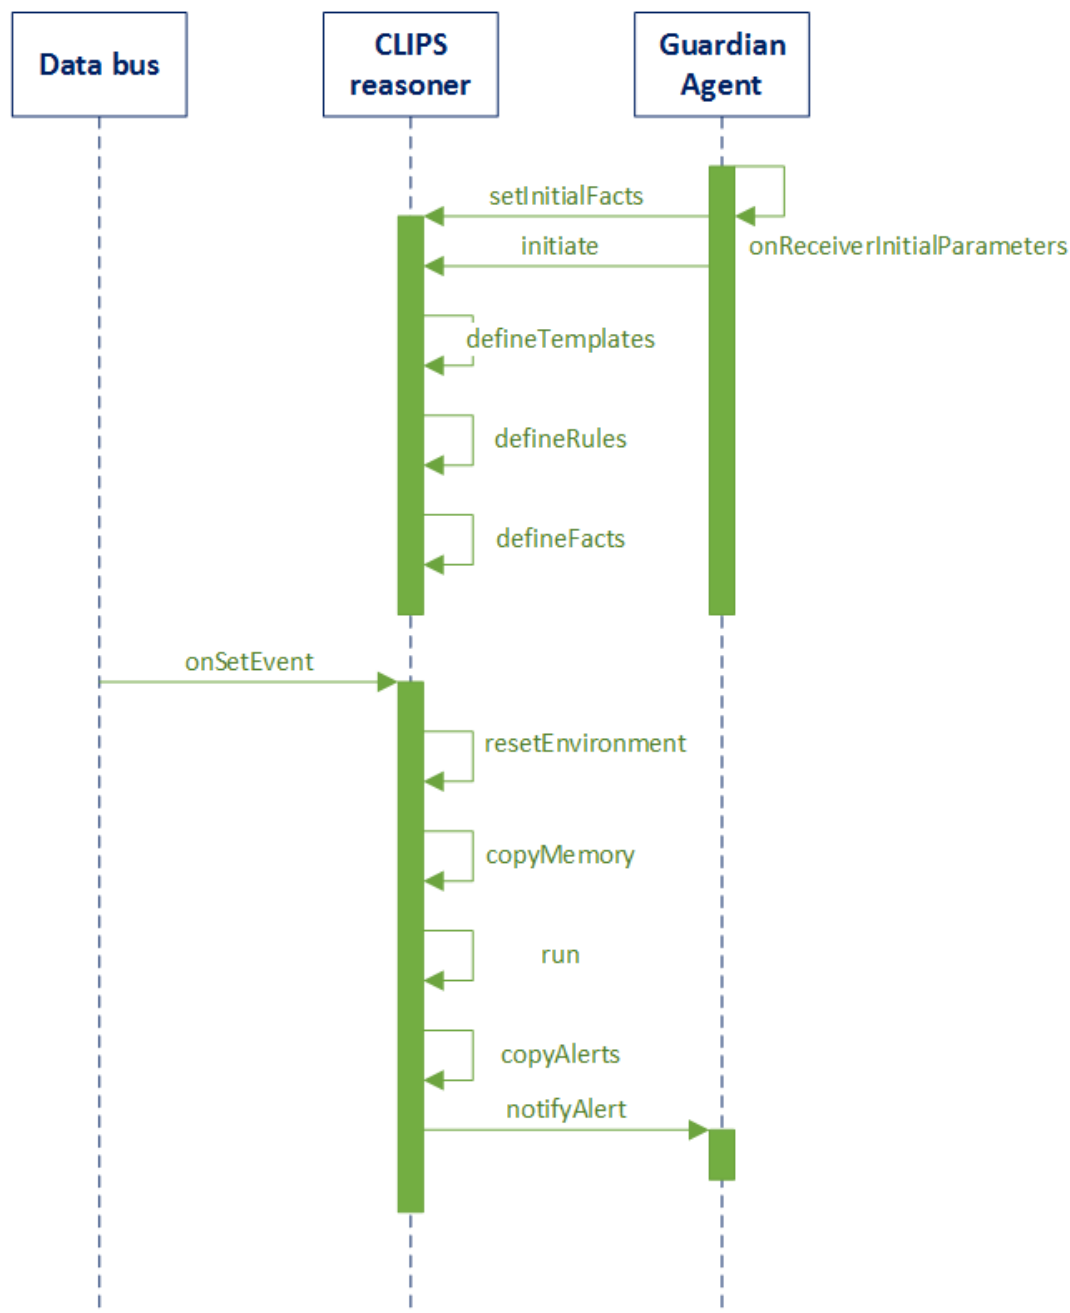 Data bus
CLIPS
reasoner
Guardian
Agent
setInitialFacts
initiate
onReceiverInitialParameters
defineTemplates
defineRules
defineFacts
onSetEvent
resetEnvironment
copyMemory
run
copyAlerts
notifyAlert